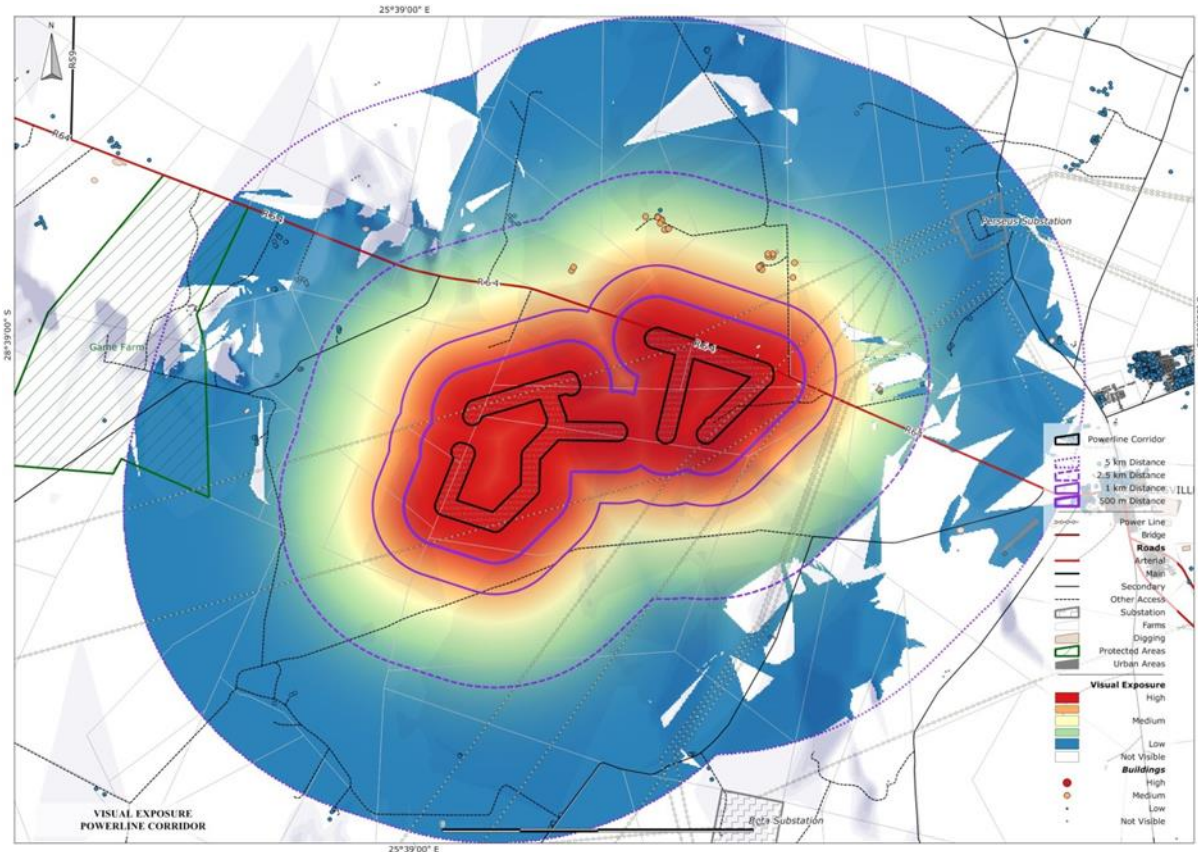 25°39'00" E
N
R59
R64
R64
Perseus Substation
R64
28°39'00" S
Game Farm
R64
R64
Powerline Corridor
5 km Distance
2.5 km Distance
1 km Distance
500 m Distance
Power Line
Bridge
Roads
Arterial
Main
Secondary
Other Access
Substation
Farms
Digging
Protected Areas
Urban Areas
Visual Exposure
High
Medium
Low
Not Visible
Buildings
High
Medium
Low
Not Visible
VISUAL EXPOSURE
POWERLINE CORRIDOR
Beta Substation
25°39'00" E